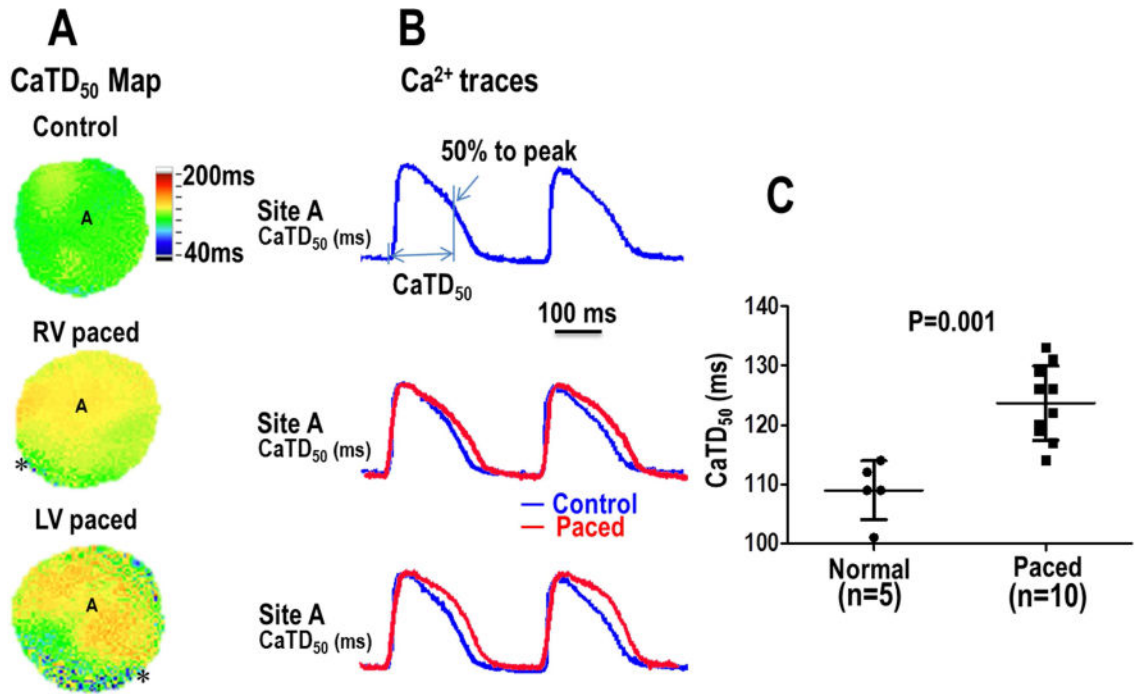 A
B
CaTD₅₀ Map
Ca²⁺ traces
Control
50% to peak
200ms
40ms
A
Site A
CaTD₅₀ (ms)
CaTD₅₀
100 ms
RV paced
A
*
Site A
CaTD₅₀ (ms)
Control
Paced
LV paced
A
*
Site A
CaTD₅₀ (ms)
C
P=0.001
CaTD₅₀ (ms)
140
130
120
110
100
Normal
(n=5)
Paced
(n=10)